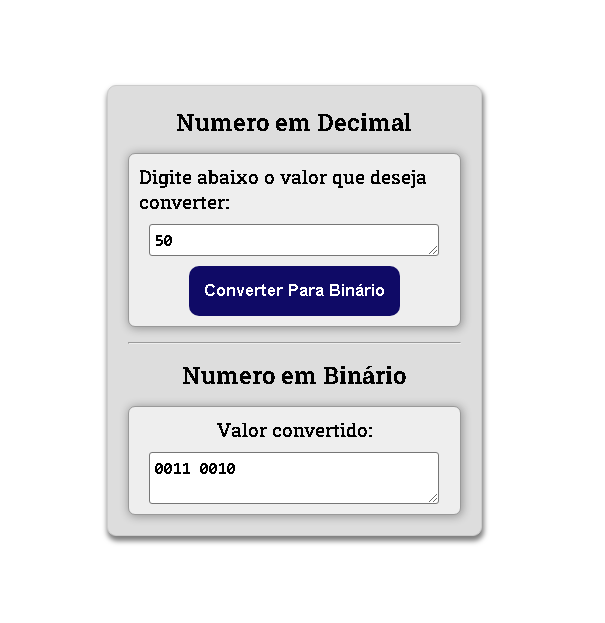 Numero em Decimal
Digite abaixo o valor que deseja
converter:
50
Converter Para Binário
Numero em Binário
Valor convertido:
0011 0010